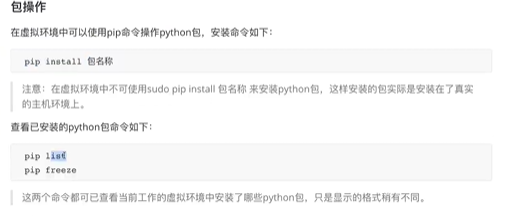 包操作
在虚拟环境中可以使用pip命令操作python包，安装命令如下：
pip install 包名称
注意：在虚拟环境中不可使用sudo pip install 包名称 来安装python包，这样安装的包实际是安装在了真实
的主机环境上。
查看已安装的python包命令如下：
pip list
pip freeze
这两个命令都可已查看当前工作的虚拟环境中安装了哪些python包，只是显示的格式稍有不同。